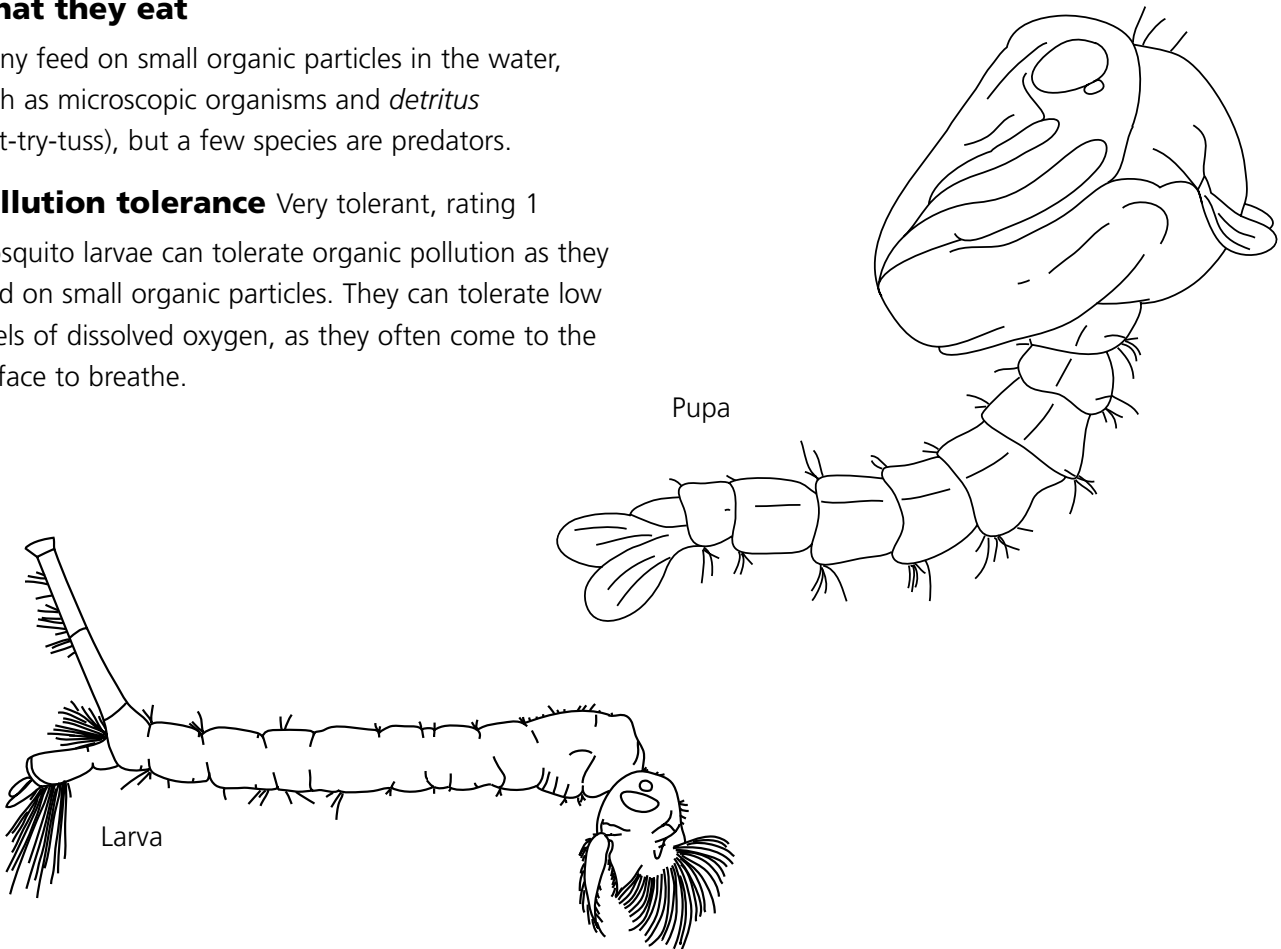 hat they eat
ny feed on small organic particles in the water,
h as microscopic organisms and detritus
t-try-tuss), but a few species are predators.
llution tolerance Very tolerant, rating 1
squito larvae can tolerate organic pollution as they
d on small organic particles. They can tolerate low
els of dissolved oxygen, as they often come to the
face to breathe.
Pupa
Larva